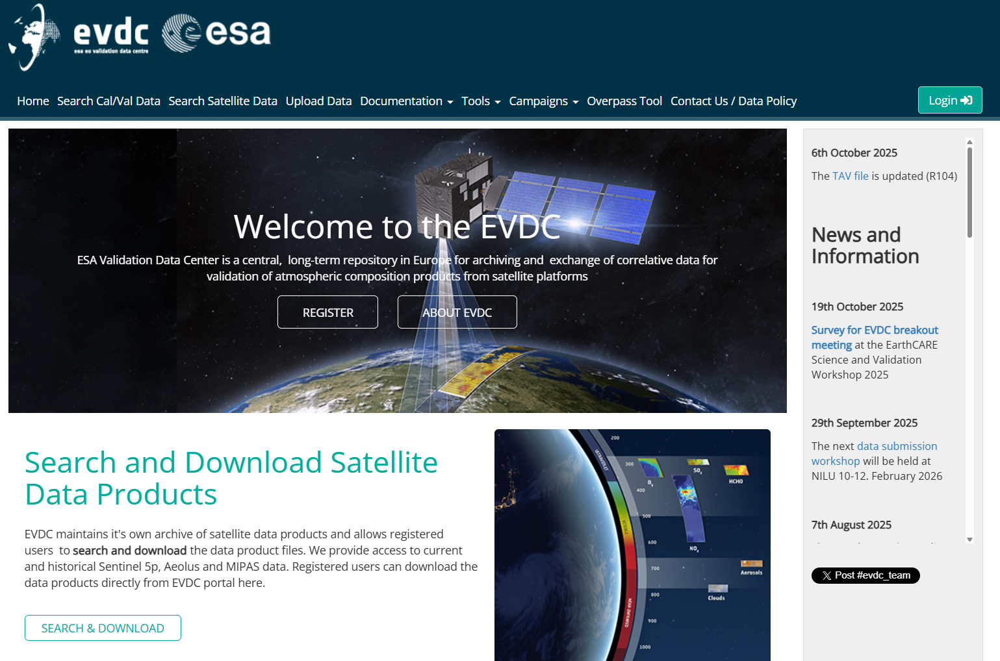 evdc
esa eo validation data centre
esa
Home Search Cal/Val Data Search Satellite Data Upload Data Documentation Tools Campaigns Overpass Tool Contact Us / Data Policy
Login
Welcome to the EVDC
ESA Validation Data Center is a central, long-term repository in Europe for archiving and exchange of correlative data for
validation of atmospheric composition products from satellite platforms
REGISTER
ABOUT EVDC
6th October 2025
The TAV file is updated (R104)
News and
Information
19th October 2025
Survey for EVDC breakout
meeting at the EarthCARE
Science and Validation
Workshop 2025
29th September 2025
The next data submission
workshop will be held at
NILU 10-12. February 2026
7th August 2025
Post #evdc_team
Search and Download Satellite
Data Products
EVDC maintains it's own archive of satellite data products and allows registered
users to search and download the data product files. We provide access to current
and historical Sentinel 5p, Aeolus and MIPAS data. Registered users can download the
data products directly from EVDC portal here.
SEARCH & DOWNLOAD
200
ULTRAVIOLET
300
O3
SO2
HCHO
400
500
VISIBLE
600
NO2
700
Aerosols
800
Clouds
NEAR INFRARED
900
1000